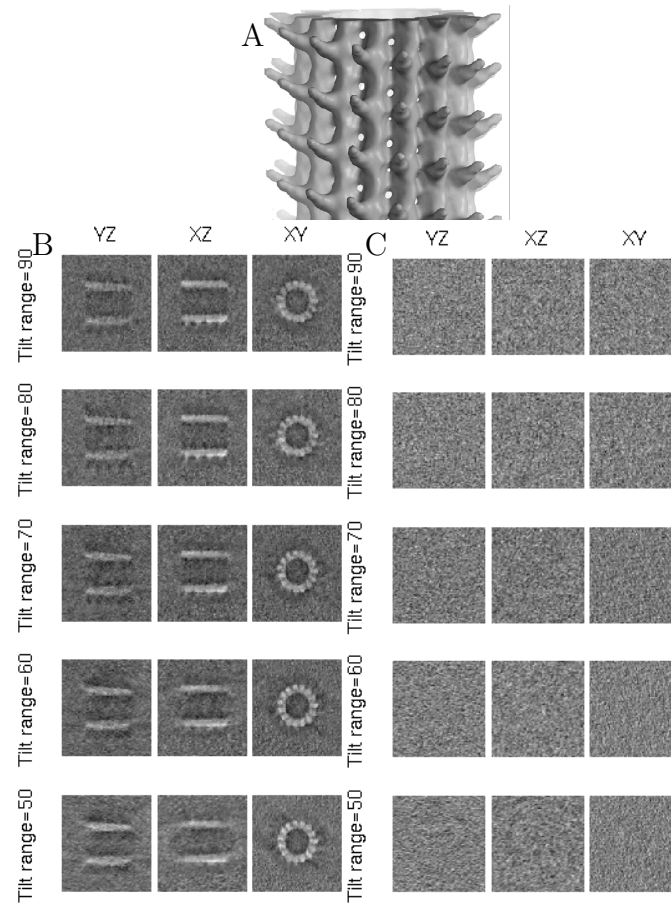 A
B YZ XZ XY C YZ XZ XY
Tilt range=90 Tilt range=90
Tilt range=80 Tilt range=80
Tilt range=70 Tilt range=70
Tilt range=60 Tilt range=60
Tilt range=50 Tilt range=50